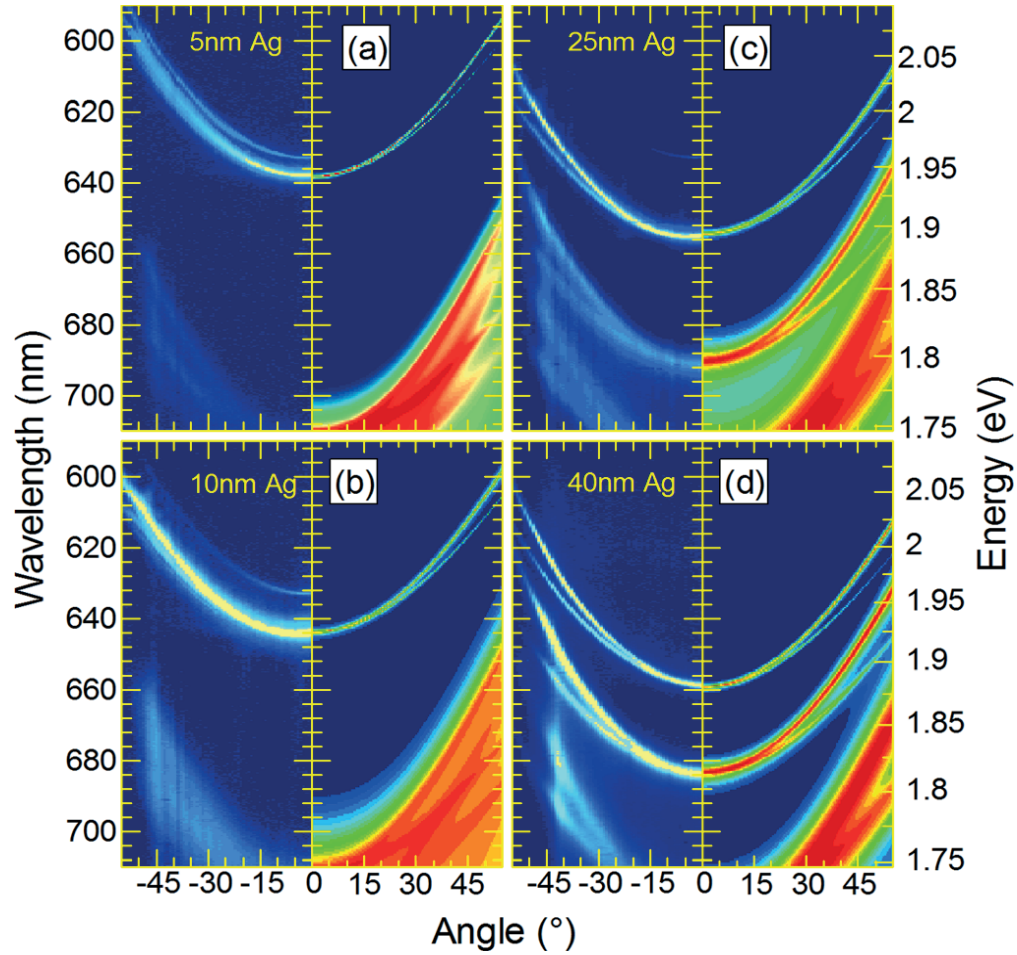 5nm Ag
(a)
25nm Ag
(c)
600
620
640
660
680
700
2.05
2
1.95
1.9
1.85
1.8
1.75
10nm Ag
(b)
40nm Ag
(d)
600
620
640
660
680
700
2.05
2
1.95
1.9
1.85
1.8
1.75
-45 -30 -15 0 15 30 45
-45 -30 -15 0 15 30 45
Wavelength (nm)
Energy (eV)
Angle (°)